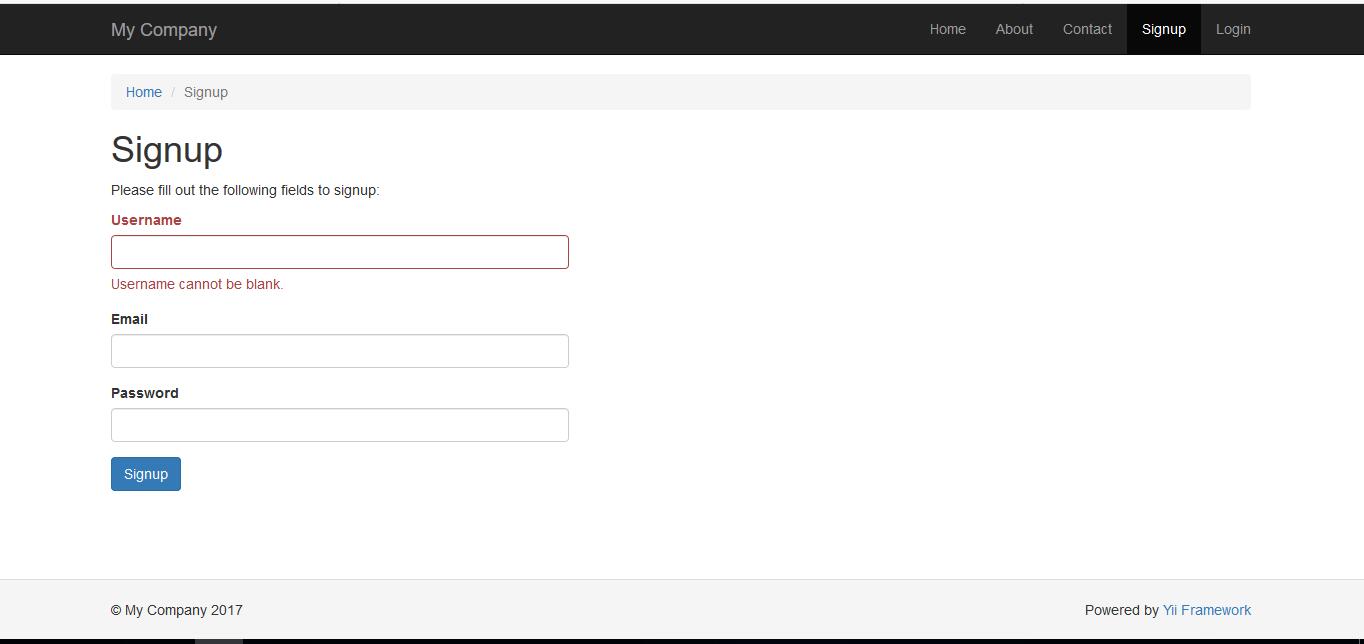 My Company Home About Contact Signup Login
Home / Signup
Signup
Please fill out the following fields to signup:
Username
Username cannot be blank.
Email
Password
Signup
© My Company 2017 Powered by Yii Framework